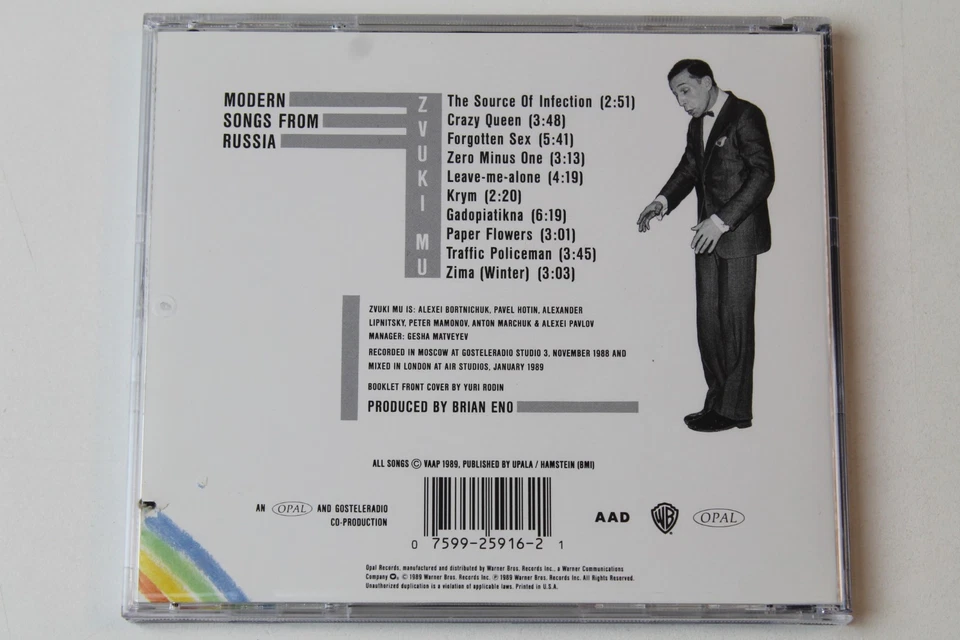 MODERN
SONGS FROM
RUSSIA
ZVUKI MU
The Source Of Infection (2:51)
Crazy Queen (3:48)
Forgotten Sex (5:41)
Zero Minus One (3:13)
Leave-me-alone (4:19)
Krym (2:20)
Gadopiatikna (6:19)
Paper Flowers (3:01)
Traffic Policeman (3:45)
Zima (Winter) (3:03)
ZVUKI MU IS: ALEXEI BORTNICHUK, PAVEL HOTIN, ALEXANDER
LIPNITSKY, PETER MAMONOV, ANTON MARCHUK & ALEXEI PAVLOV
MANAGER: GESHA MATVEYEV
RECORDED IN MOSCOW AT GOSTELERADIO STUDIO 3, NOVEMBER 1988 AND
MIXED IN LONDON AT AIR STUDIOS, JANUARY 1989
BOOKLET FRONT COVER BY YURI RODIN
PRODUCED BY BRIAN ENO
ALL SONGS © VAAP 1989, PUBLISHED BY UPALA / HAMSTEIN (BMI)
AN OPAL AND GOSTELERADIO
CO-PRODUCTION
0 7599-25916-2 1
AAD WB OPAL
Opal Records, manufactured and distributed by Warner Bros. Records Inc., a Warner Communications
Company. © 1989 Warner Bros. Records Inc. ℗ 1989 Warner Bros. Records Inc. All Rights Reserved.
Unauthorized duplication is a violation of applicable laws. Printed in U.S.A.